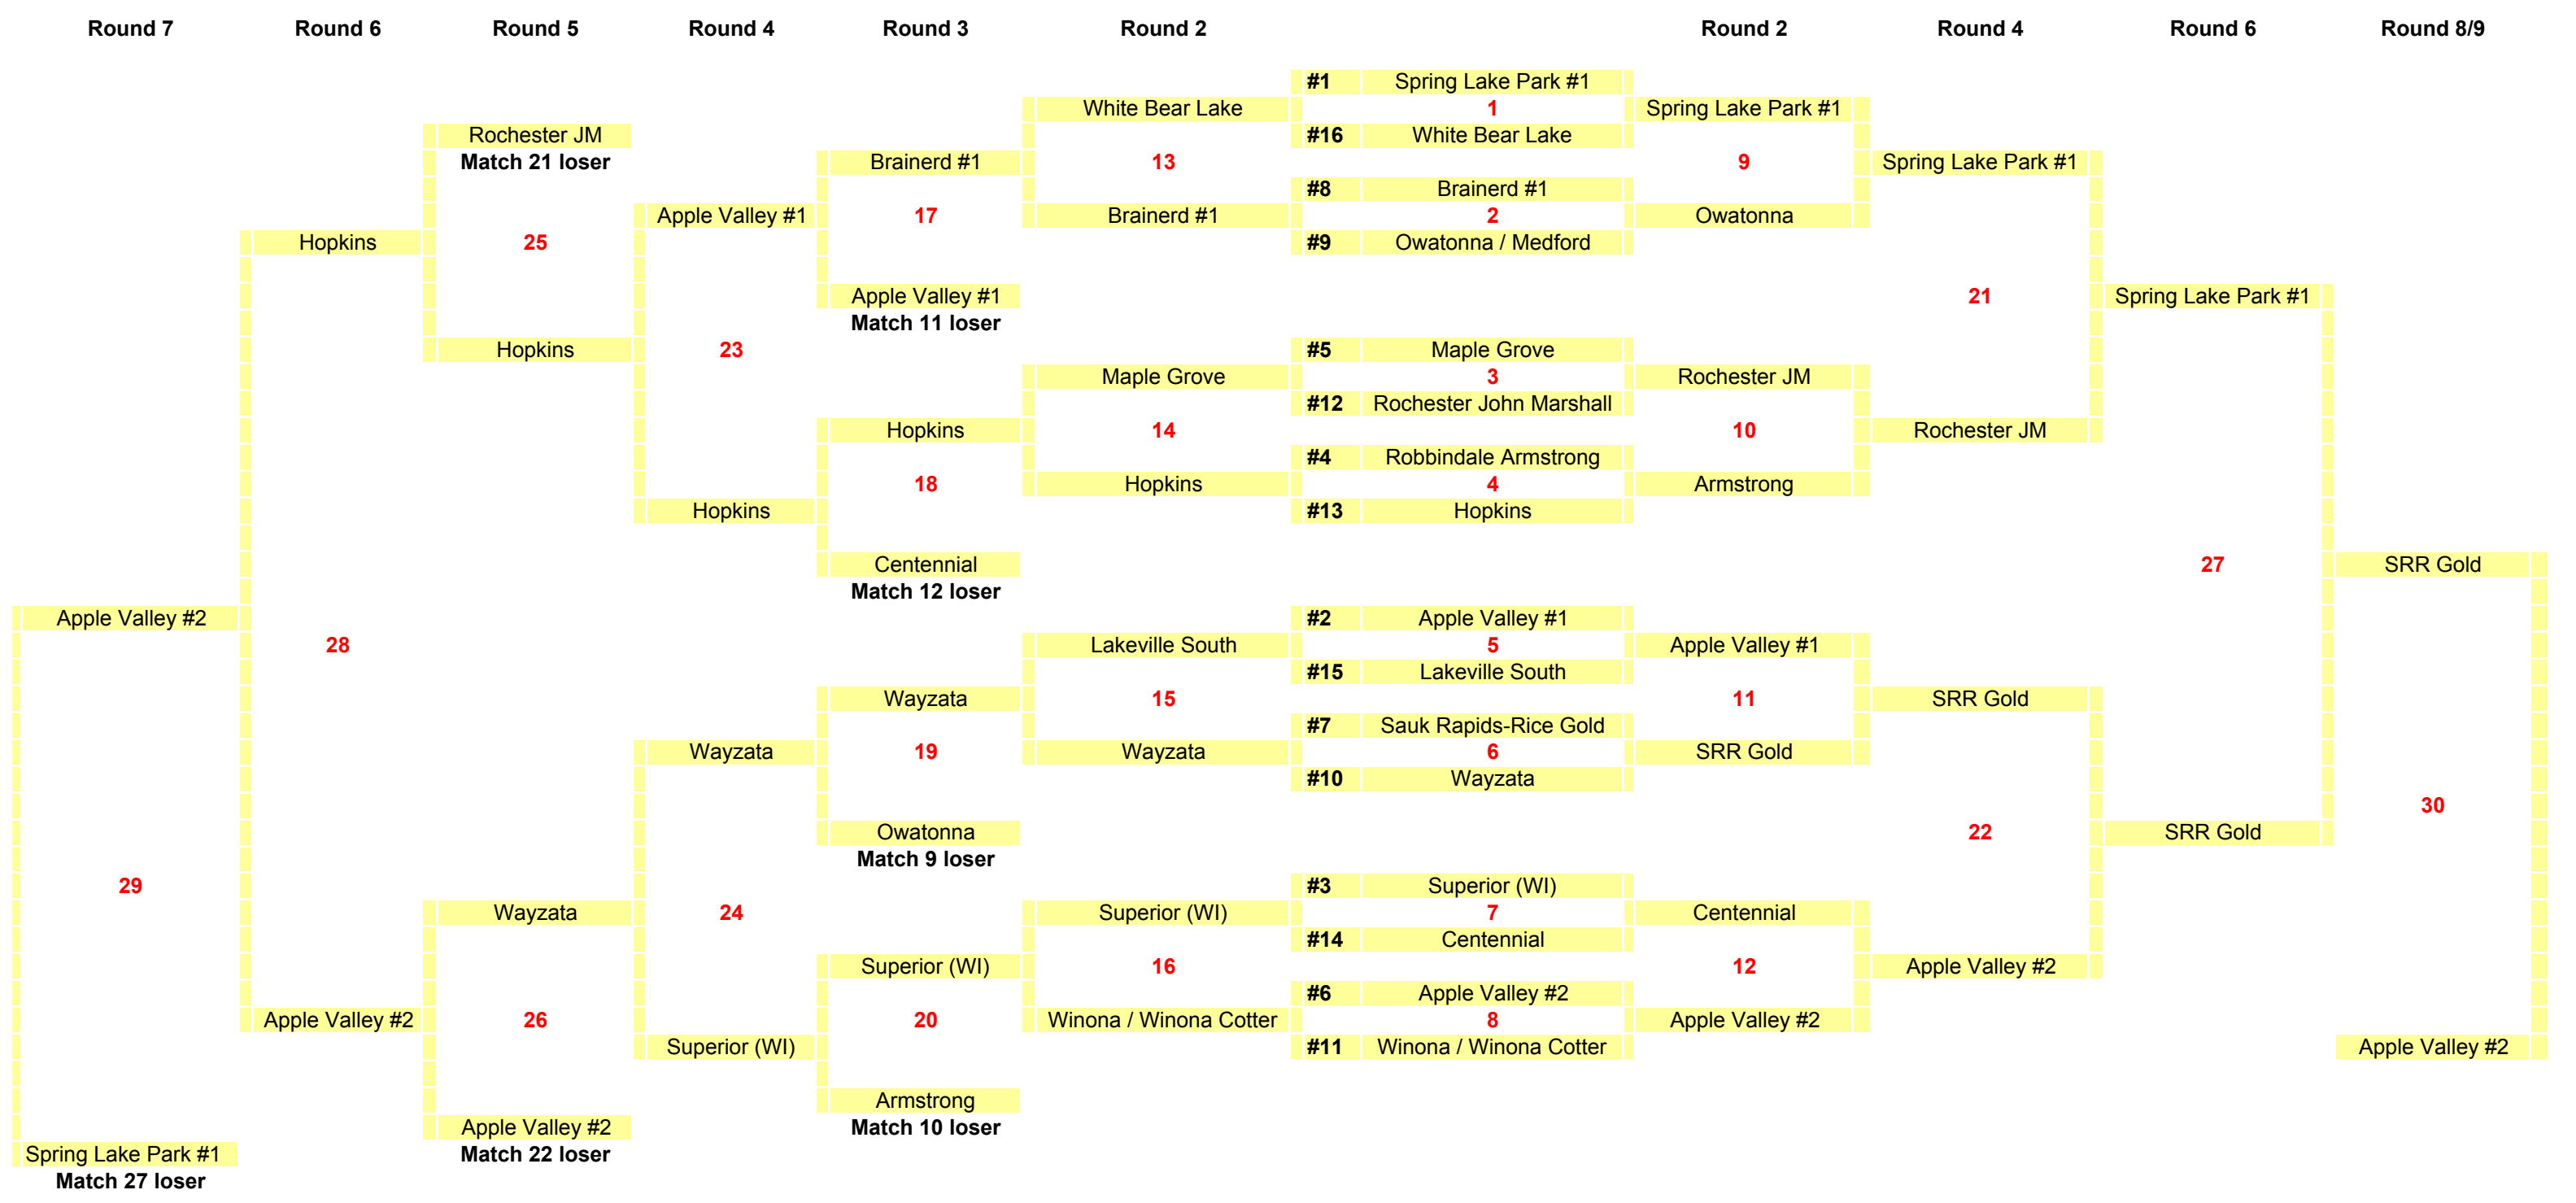 Round 7 Round 6 Round 5 Round 4 Round 3 Round 2 Round 2 Round 4 Round 6 Round 8/9
#1 Spring Lake Park #1
White Bear Lake 1 Spring Lake Park #1
Rochester JM #16 White Bear Lake
Match 21 loser Brainerd #1 13 9 Spring Lake Park #1
#8 Brainerd #1
Apple Valley #1 17 Brainerd #1 2 Owatonna
Hopkins 25 #9 Owatonna / Medford
Apple Valley #1 21 Spring Lake Park #1
Match 11 loser
Hopkins 23 #5 Maple Grove
Maple Grove 3 Rochester JM
#12 Rochester John Marshall
Hopkins 14 10 Rochester JM
#4 Robbindale Armstrong
18 Hopkins 4 Armstrong
Hopkins #13 Hopkins
Centennial 27 SRR Gold
Match 12 loser
Apple Valley #2 #2 Apple Valley #1
28 Lakeville South 5 Apple Valley #1
#15 Lakeville South
Wayzata 15 11 SRR Gold
#7 Sauk Rapids-Rice Gold
Wayzata 19 Wayzata 6 SRR Gold
#10 Wayzata
30
Owatonna 22 SRR Gold
Match 9 loser
29 #3 Superior (WI)
Wayzata 24 Superior (WI) 7 Centennial
#14 Centennial
Superior (WI) 16 12 Apple Valley #2
#6 Apple Valley #2
Apple Valley #2 26 20 Winona / Winona Cotter 8 Apple Valley #2
Superior (WI) #11 Winona / Winona Cotter Apple Valley #2
Armstrong
Apple Valley #2 Match 10 loser
Spring Lake Park #1 Match 22 loser
Match 27 loser